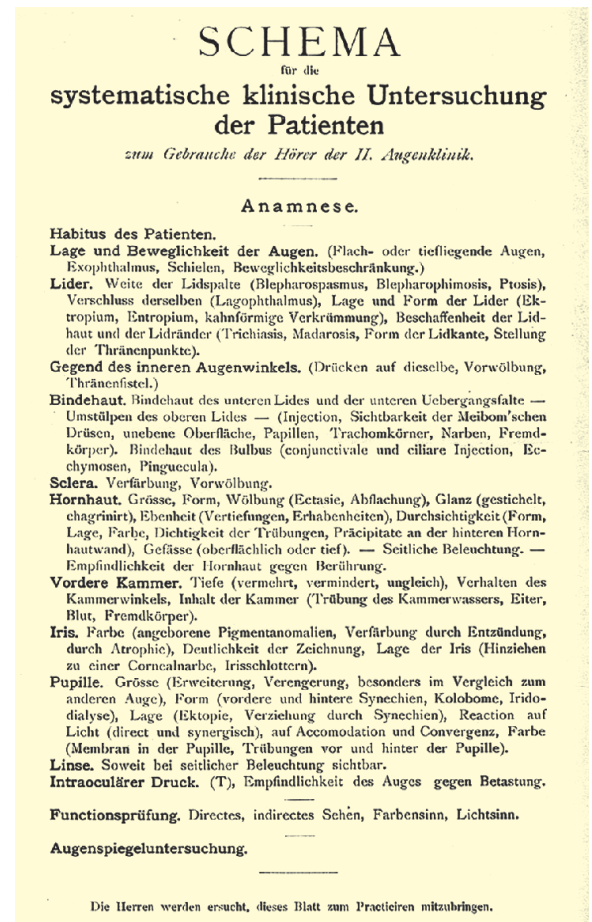 SCHEMA
für die
systematische klinische Untersuchung
der Patienten
zum Gebrauche der Hörer der II. Augenklinik.
Anamnese.
Habitus des Patienten.
Lage und Beweglichkeit der Augen. (Flach- oder tiefliegende Augen,
Exophthalmus, Schielen, Beweglichkeitsbeschränkung.)
Lider. Weite der Lidspalte (Blepharospasmus, Blepharophimosis, Ptosis),
Verschluss derselben (Lagophthalmus), Lage und Form der Lider (Ek-
tropium, Entropium, kahnförmige Verkrümmung), Beschaffenheit der Lid-
haut und der Lidränder (Trichiasis, Madarosis, Form der Lidkante, Stellung
der Thränenpunkte).
Gegend des inneren Augenwinkels. (Drücken auf dieselbe, Vorwölbung,
Thränenfistel.)
Bindehaut. Bindehaut des unteren Lides und der unteren Uebergangsfalte —
Umstülpen des oberen Lides — (Injection, Sichtbarkeit der Meibom'schen
Drüsen, unebene Oberfläche, Papillen, Trachomkörner, Narben, Fremd-
körper). Bindehaut des Bulbus (conjunctivale und ciliare Injection, Ec-
chymosen, Pinguecula).
Sclera. Verfärbung, Vorwölbung.
Hornhaut. Grösse, Form, Wölbung (Ectasie, Abflachung), Glanz (gestichelt,
chagrinirt), Ebenheit (Vertiefungen, Erhabenheiten), Durchsichtigkeit (Form,
Lage, Farbe, Dichtigkeit der Trübungen, Präcipitate an der hinteren Horn-
hautwand), Gefässe (oberflächlich oder tief). — Seitliche Beleuchtung. —
Empfindlichkeit der Hornhaut gegen Berührung.
Vordere Kammer. Tiefe (vermehrt, vermindert, ungleich), Verhalten des
Kammerwinkels, Inhalt der Kammer (Trübung des Kammerwassers, Eiter,
Blut, Fremdkörper).
Iris. Farbe (angeborene Pigmentanomalien, Verfärbung durch Entzündung,
durch Atrophie), Deutlichkeit der Zeichnung, Lage der Iris (Hinziehen
zu einer Cornealnarbe, Irisschlottern).
Pupille. Grösse (Erweiterung, Verengerung, besonders im Vergleich zum
anderen Auge), Form (vordere und hintere Synechien, Kolobome, Irido-
dialyse), Lage (Ektopie, Verziehung durch Synechien), Reaction auf
Licht (direct und synergisch), auf Accomodation und Convergenz, Farbe
(Membran in der Pupille, Trübungen vor und hinter der Pupille).
Linse. Soweit bei seitlicher Beleuchtung sichtbar.
Intraoculärer Druck. (T), Empfindlichkeit des Auges gegen Betastung.
Functionsprüfung. Directes, indirectes Sehen, Farbensinn, Lichtsinn.
Augenspiegeluntersuchung.
Die Herren werden ersucht, dieses Blatt zum Practiciren mitzubringen.